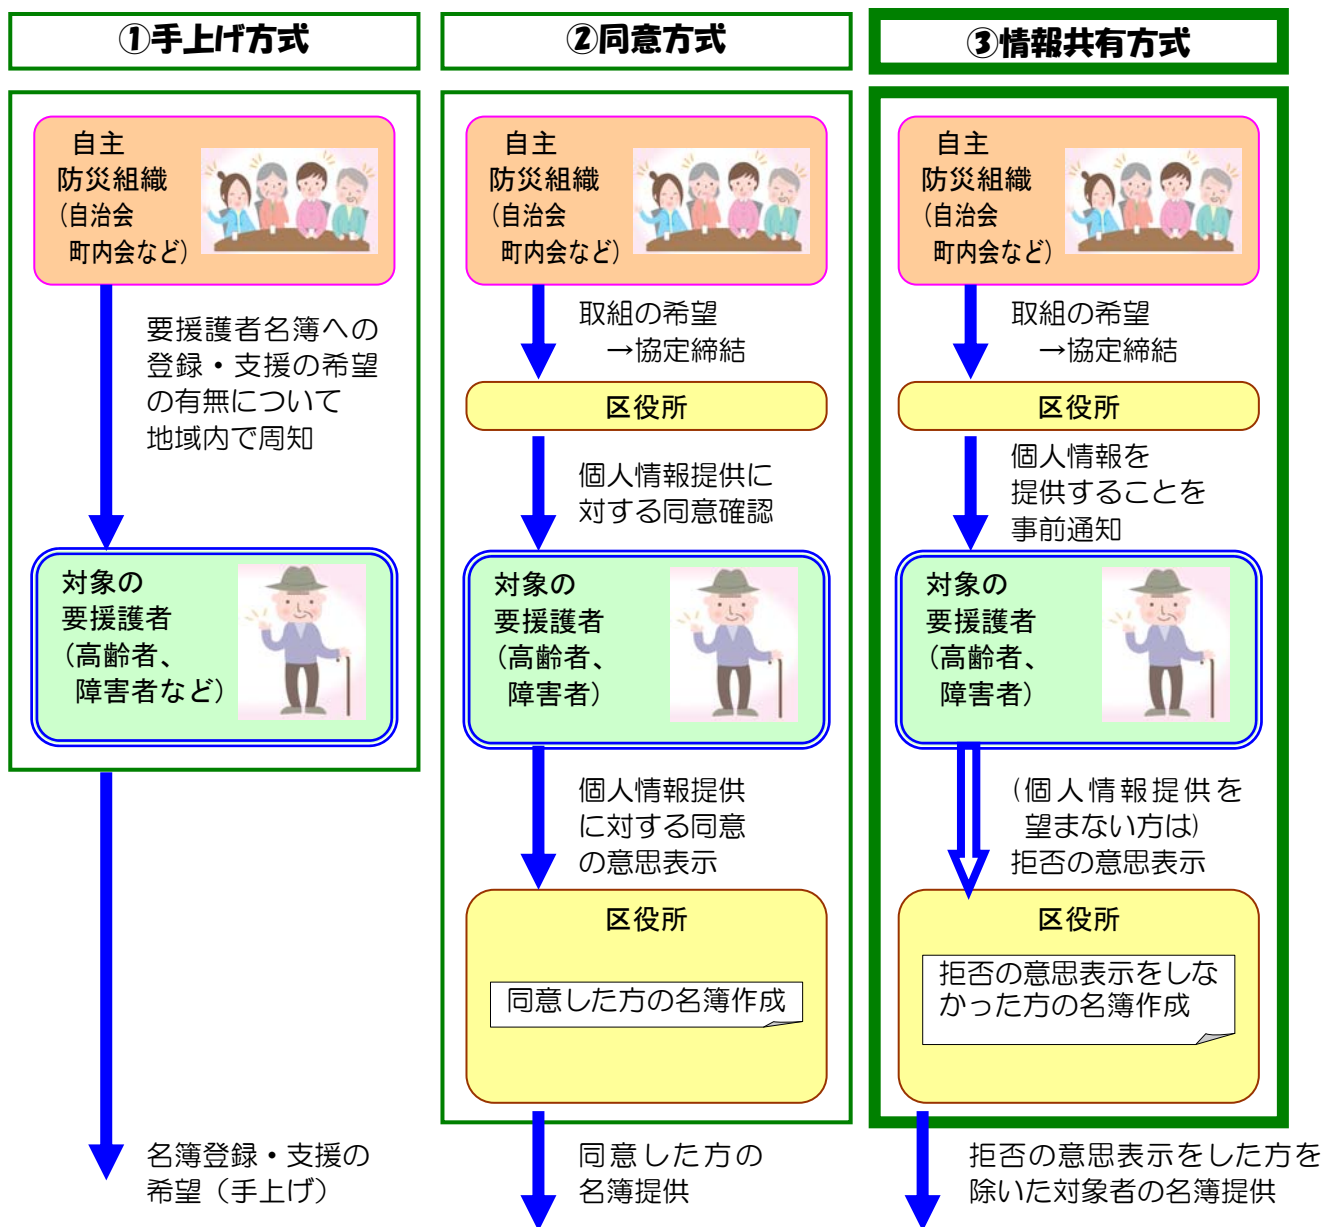 ①手上げ方式
自主
防災組織
(自治会
町内会など)
要援護者名簿への
登録・支援の希望
の有無について
地域内で周知
対象の
要援護者
(高齢者、
障害者など)
名簿登録・支援の
希望（手上げ）
②同意方式
自主
防災組織
(自治会
町内会など)
取組の希望
→協定締結
区役所
個人情報提供に
対する同意確認
対象の
要援護者
(高齢者、
障害者)
個人情報提供
に対する同意
の意思表示
区役所
同意した方の名簿作成
同意した方の
名簿提供
③情報共有方式
自主
防災組織
(自治会
町内会など)
取組の希望
→協定締結
区役所
個人情報を
提供することを
事前通知
対象の
要援護者
(高齢者、
障害者)
(個人情報提供を
望まない方は)
拒否の意思表示
区役所
拒否の意思表示をしな
かった方の名簿作成
拒否の意思表示をした方を
除いた対象者の名簿提供